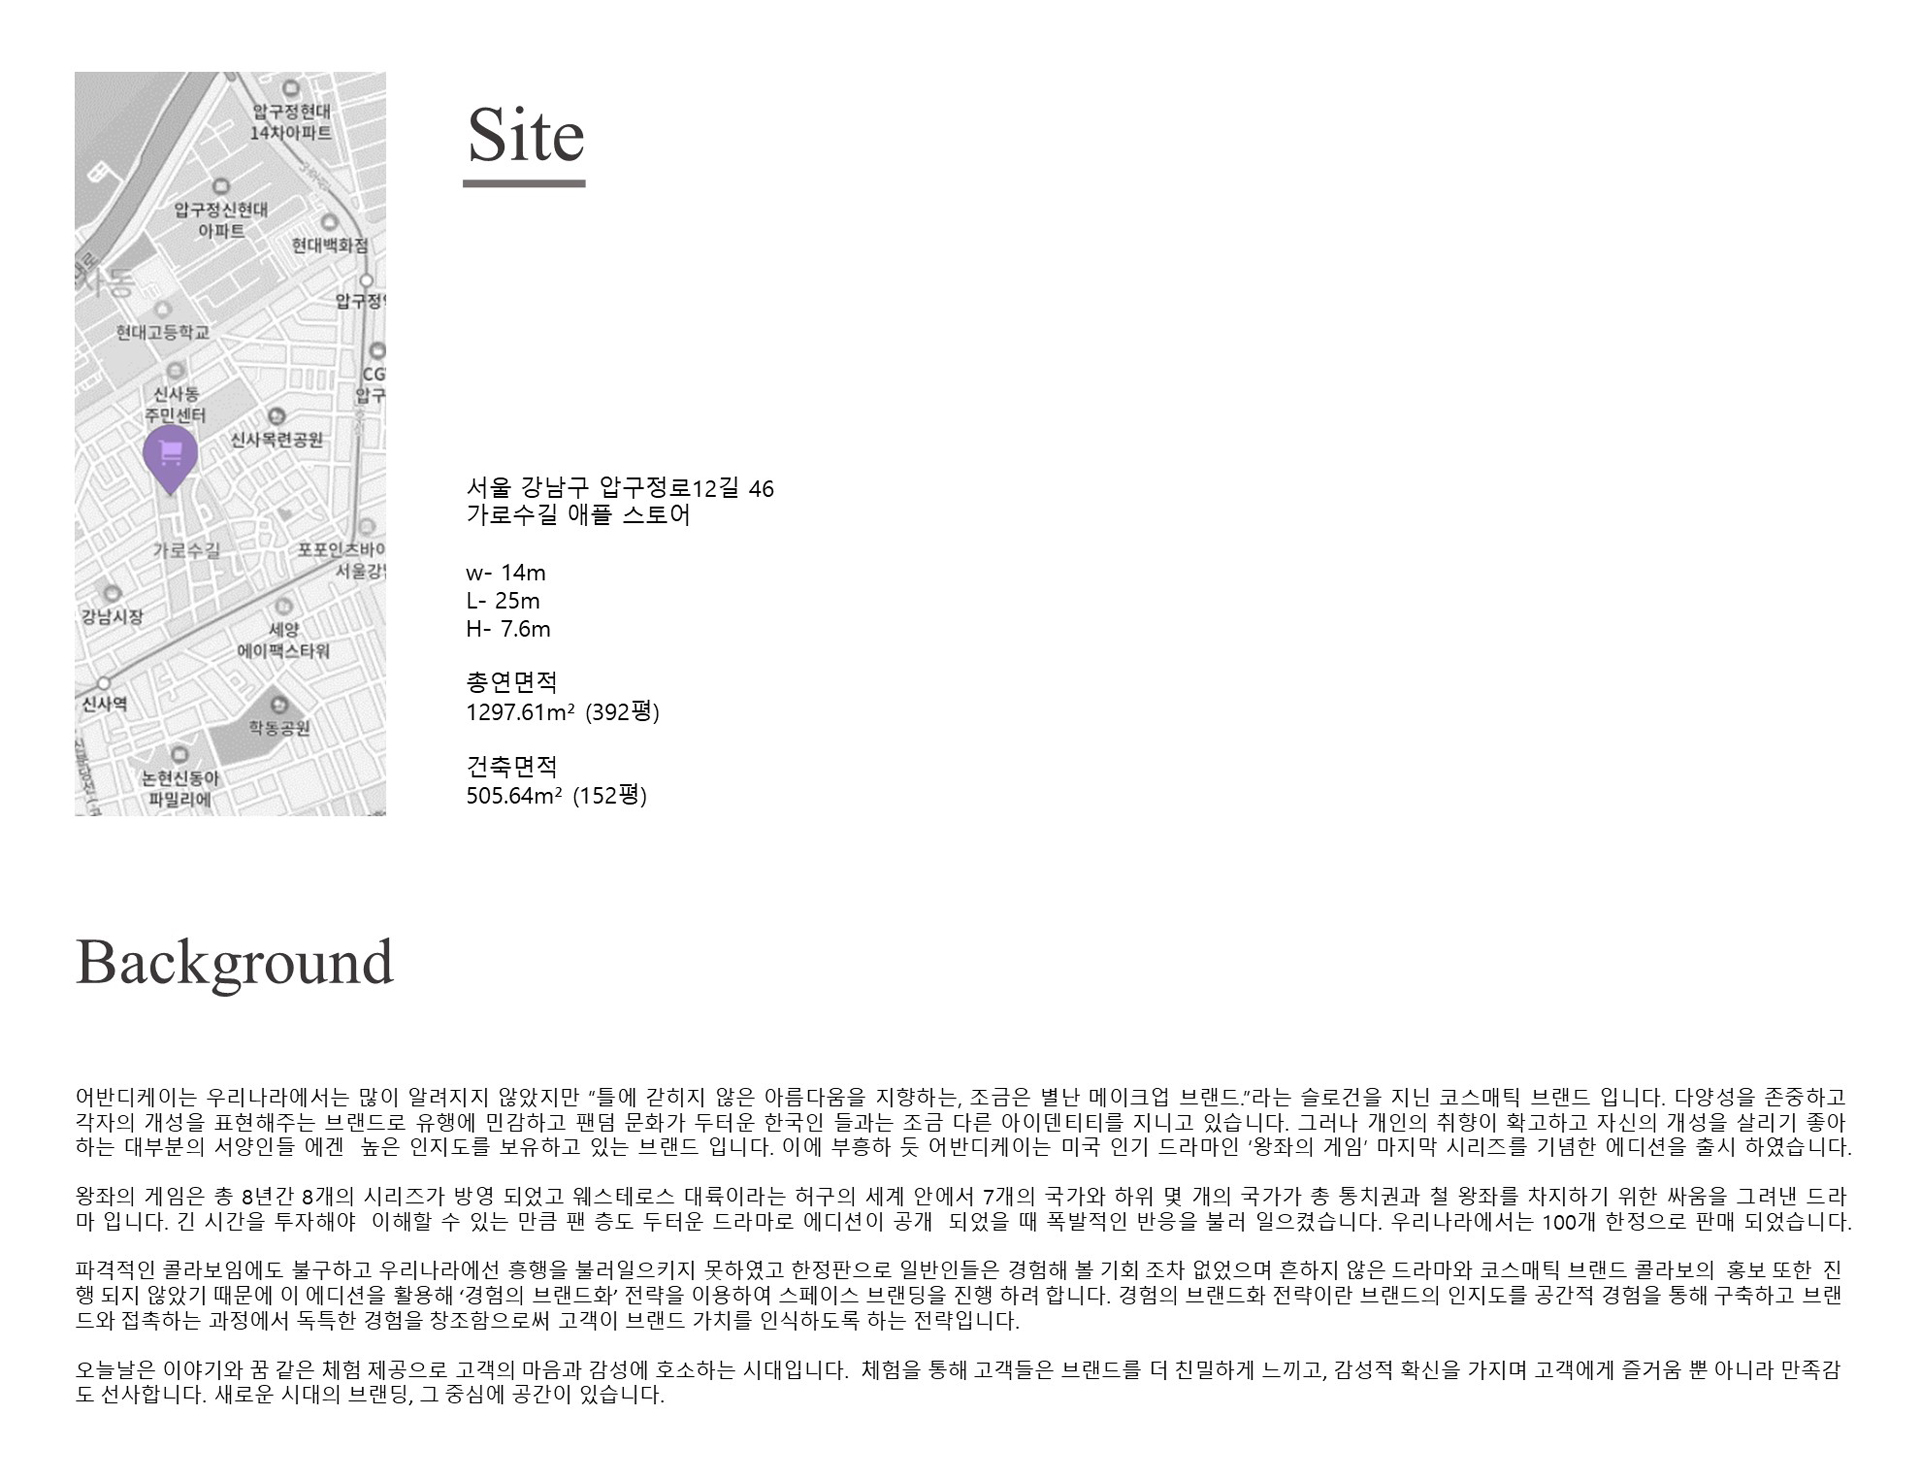 압구정현대
14차아파트
압구정신현대
아파트
현대백화점
사동
압구정
현대고등학교
신사동
주민센터
CG
압구
신사목련공원
가로수길
포포인츠바이
서울강남
강남시장
세양
에이팩스타워
신사역
학동공원
논현신동아
파밀리에
Site
서울 강남구 압구정로12길 46
가로수길 애플 스토어
w- 14m
L- 25m
H- 7.6m
총연면적
1297.61m² (392평)
건축면적
505.64m² (152평)
Background
어반디케이는 우리나라에서는 많이 알려지지 않았지만 “틀에 갇히지 않은 아름다움을 지향하는, 조금은 별난 메이크업 브랜드.”라는 슬로건을 지닌 코스매틱 브랜드 입니다. 다양성을 존중하고
각자의 개성을 표현해주는 브랜드로 유행에 민감하고 팬덤 문화가 두터운 한국인 들과는 조금 다른 아이덴티티를 지니고 있습니다. 그러나 개인의 취향이 확고하고 자신의 개성을 살리기 좋아
하는 대부분의 서양인들 에겐  높은 인지도를 보유하고 있는 브랜드 입니다. 이에 부흥하 듯 어반디케이는 미국 인기 드라마인 ‘왕좌의 게임’ 마지막 시리즈를 기념한 에디션을 출시 하였습니다.
왕좌의 게임은 총 8년간 8개의 시리즈가 방영 되었고 웨스테로스 대륙이라는 허구의 세계 안에서 7개의 국가와 하위 몇 개의 국가가 총 통치권과 철 왕좌를 차지하기 위한 싸움을 그려낸 드라
마 입니다. 긴 시간을 투자해야  이해할 수 있는 만큼 팬 층도 두터운 드라마로 에디션이 공개  되었을 때 폭발적인 반응을 불러 일으켰습니다. 우리나라에서는 100개 한정으로 판매 되었습니다.
파격적인 콜라보임에도 불구하고 우리나라에선 흥행을 불러일으키지 못하였고 한정판으로 일반인들은 경험해 볼 기회 조차 없었으며 흔하지 않은 드라마와 코스매틱 브랜드 콜라보의  홍보 또한  진
행 되지 않았기 때문에 이 에디션을 활용해 ‘경험의 브랜드화’ 전략을 이용하여 스페이스 브랜딩을 진행 하려 합니다. 경험의 브랜드화 전략이란 브랜드의 인지도를 공간적 경험을 통해 구축하고 브랜
드와 접촉하는 과정에서 독특한 경험을 창조함으로써 고객이 브랜드 가치를 인식하도록 하는 전략입니다.
오늘날은 이야기와 꿈 같은 체험 제공으로 고객의 마음과 감성에 호소하는 시대입니다.  체험을 통해 고객들은 브랜드를 더 친밀하게 느끼고, 감성적 확신을 가지며 고객에게 즐거움 뿐 아니라 만족감
도 선사합니다. 새로운 시대의 브랜딩, 그 중심에 공간이 있습니다.